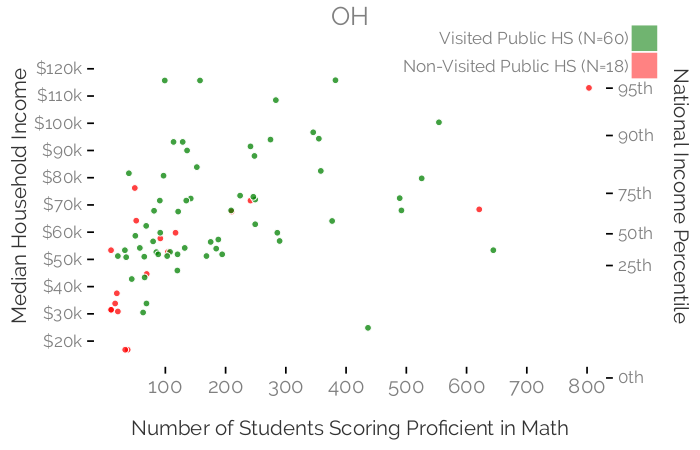 OH
Visited Public HS (N=60)
Non-Visited Public HS (N=18)
Median Household Income
$120k
$110k
$100k
$90k
$80k
$70k
$60k
$50k
$40k
$30k
$20k
95th
90th
75th
50th
25th
0th
National Income Percentile
100 200 300 400 500 600 700 800
Number of Students Scoring Proficient in Math